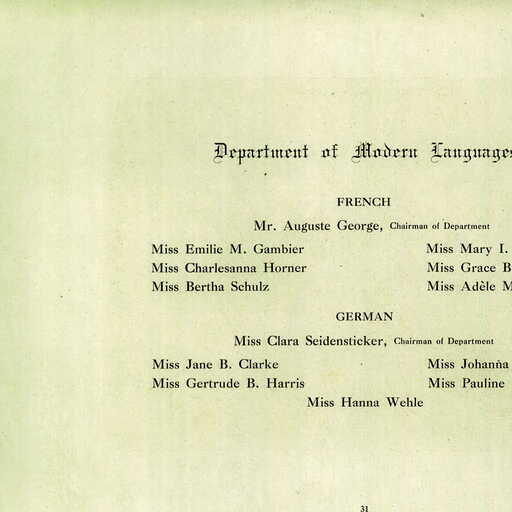 Department of Modern Languages
FRENCH
Mr. Auguste George, Chairman of Department
Miss Emilie M. Gambier Miss Mary I.
Miss Charlesanna Horner Miss Grace B
Miss Bertha Schulz Miss Adèle M
GERMAN
Miss Clara Seidensticker, Chairman of Department
Miss Jane B. Clarke Miss Johanna
Miss Gertrude B. Harris Miss Pauline
Miss Hanna Wehle
31